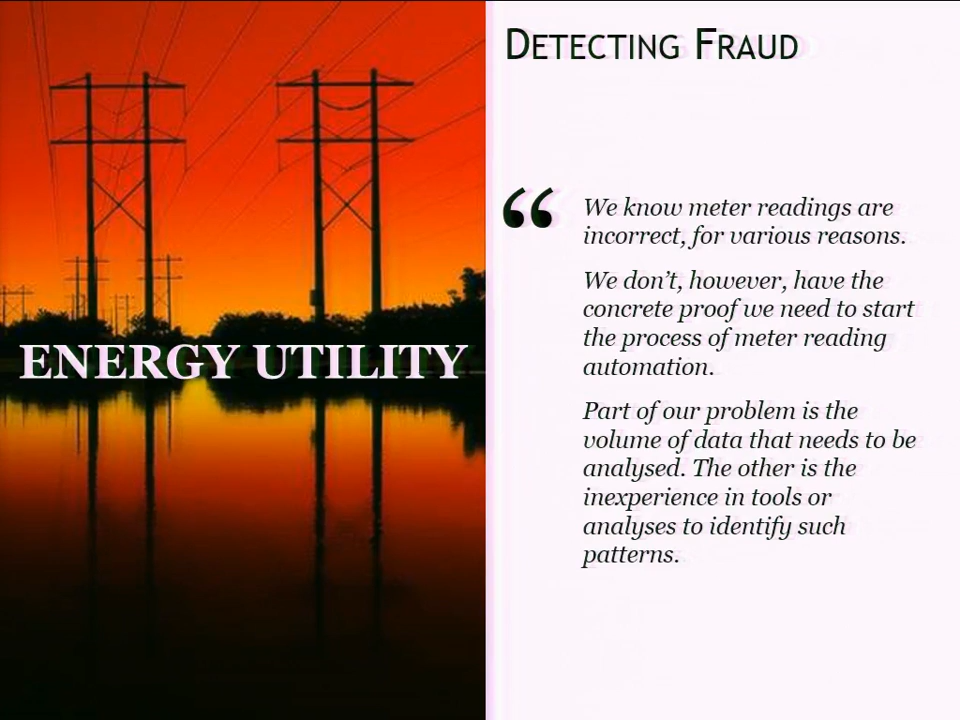 DETECTING FRAUD
“
We know meter readings are
incorrect, for various reasons.
We don’t, however, have the
concrete proof we need to start
the process of meter reading
automation.
Part of our problem is the
volume of data that needs to be
analysed. The other is the
inexperience in tools or
analyses to identify such
patterns.
ENERGY UTILITY